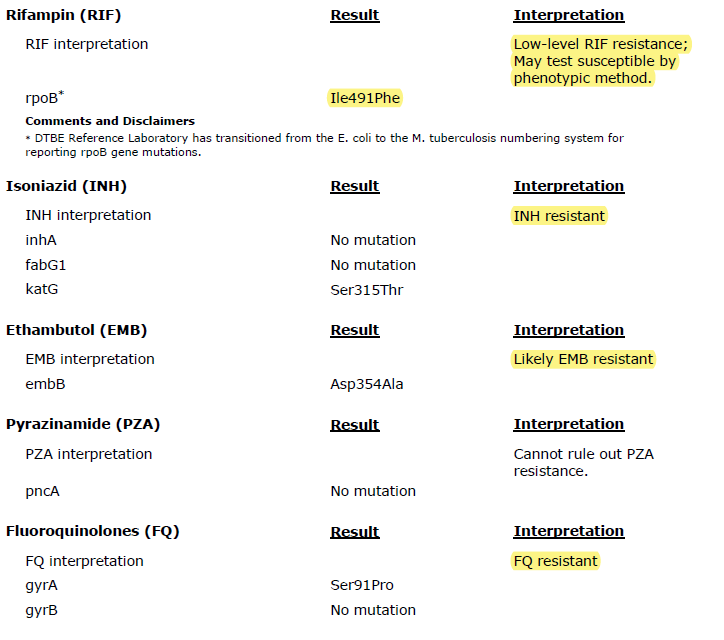 Rifampin (RIF) Result Interpretation
RIF interpretation Low-level RIF resistance;
May test susceptible by
phenotypic method.
rpoB* Ile491Phe
Comments and Disclaimers
* DTBE Reference Laboratory has transitioned from the E. coli to the M. tuberculosis numbering system for
reporting rpoB gene mutations.
Isoniazid (INH) Result Interpretation
INH interpretation INH resistant
inhA No mutation
fabG1 No mutation
katG Ser315Thr
Ethambutol (EMB) Result Interpretation
EMB interpretation Likely EMB resistant
embB Asp354Ala
Pyrazinamide (PZA) Result Interpretation
PZA interpretation Cannot rule out PZA
resistance.
pncA No mutation
Fluoroquinolones (FQ) Result Interpretation
FQ interpretation FQ resistant
gyrA Ser91Pro
gyrB No mutation